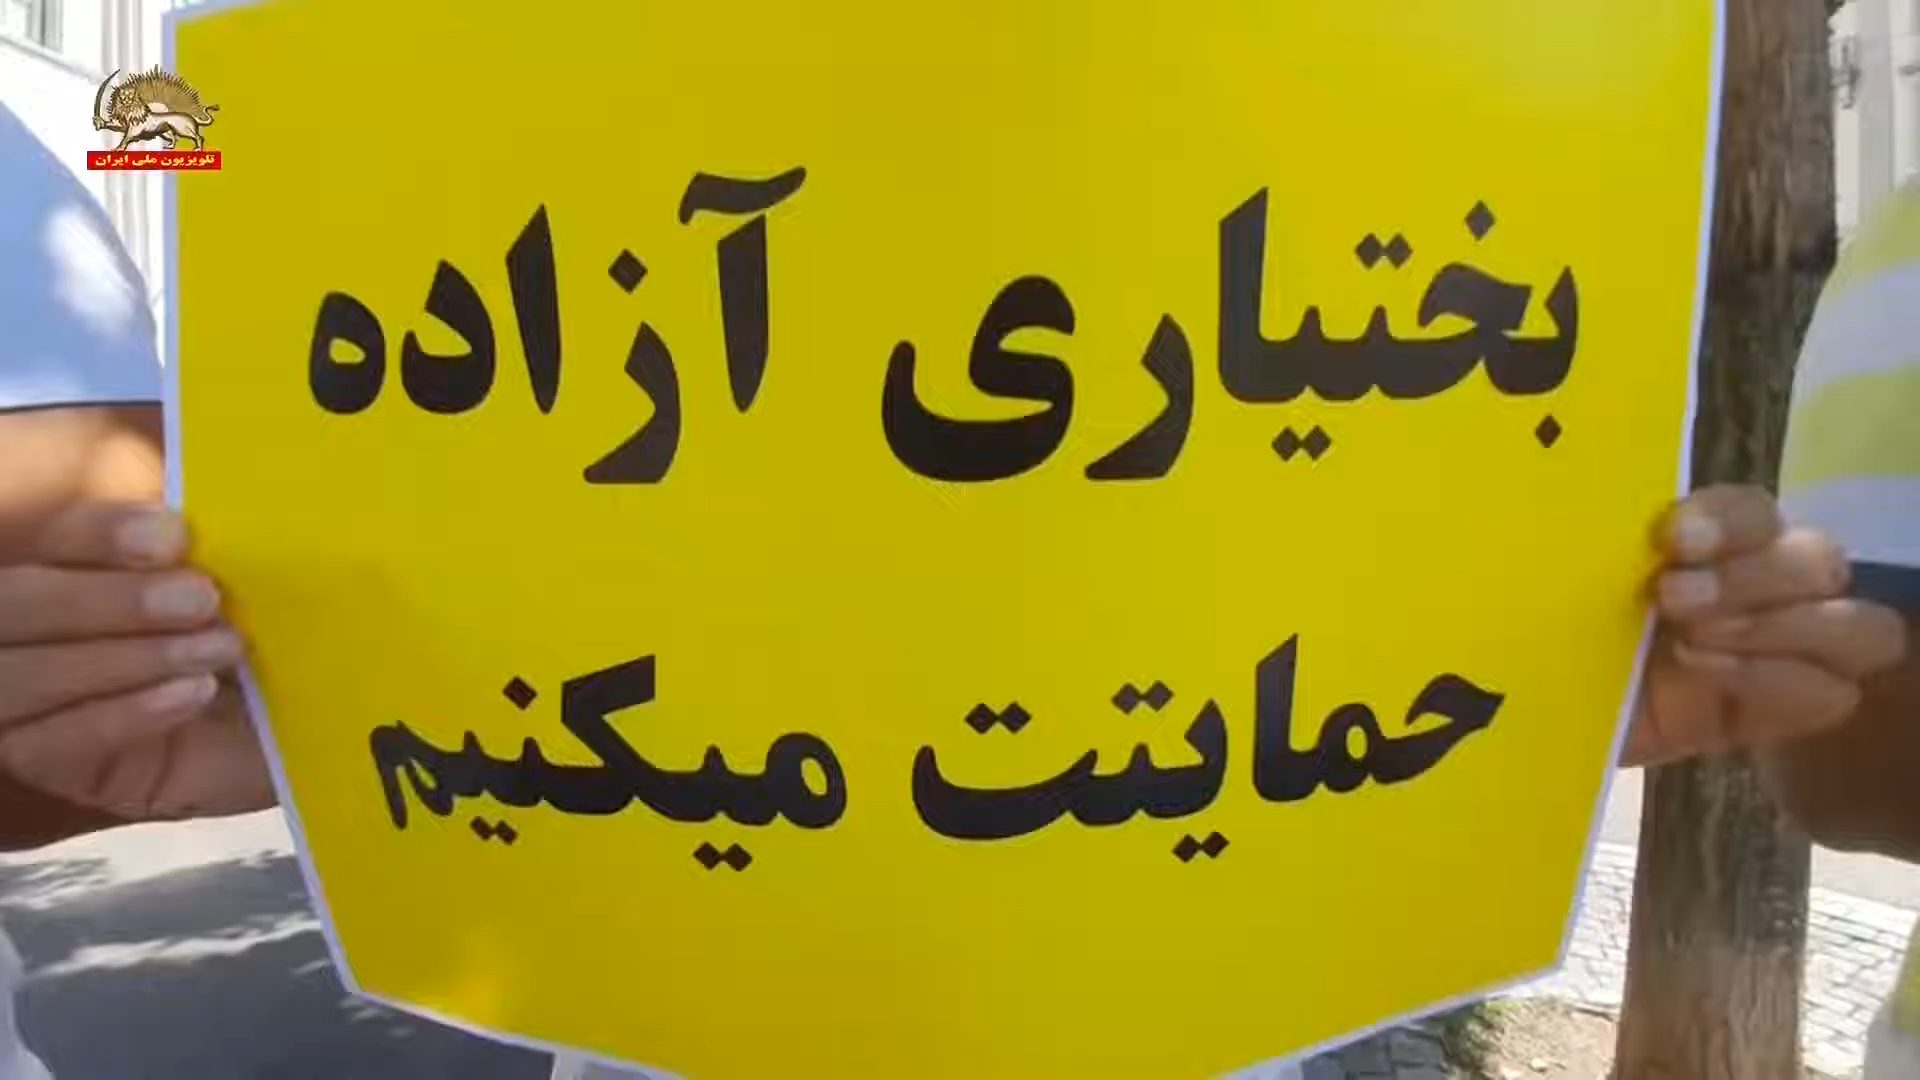 تلویزیون ملی ایران
بختیاری آزاده
حمایتت میکنیم